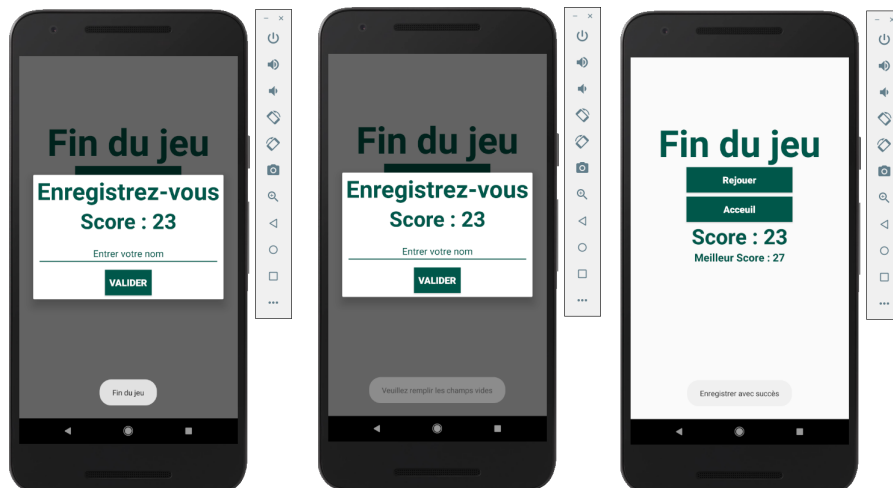 Fin du jeu
Enregistrez-vous
Score : 23
Entrer votre nom
VALIDER
Fin du jeu
Fin du jeu
Enregistrez-vous
Score : 23
Entrer votre nom
VALIDER
Veuillez remplir les champs vides
Fin du jeu
Rejouer
Acceuil
Score : 23
Meilleur Score : 27
Enregistrer avec succès